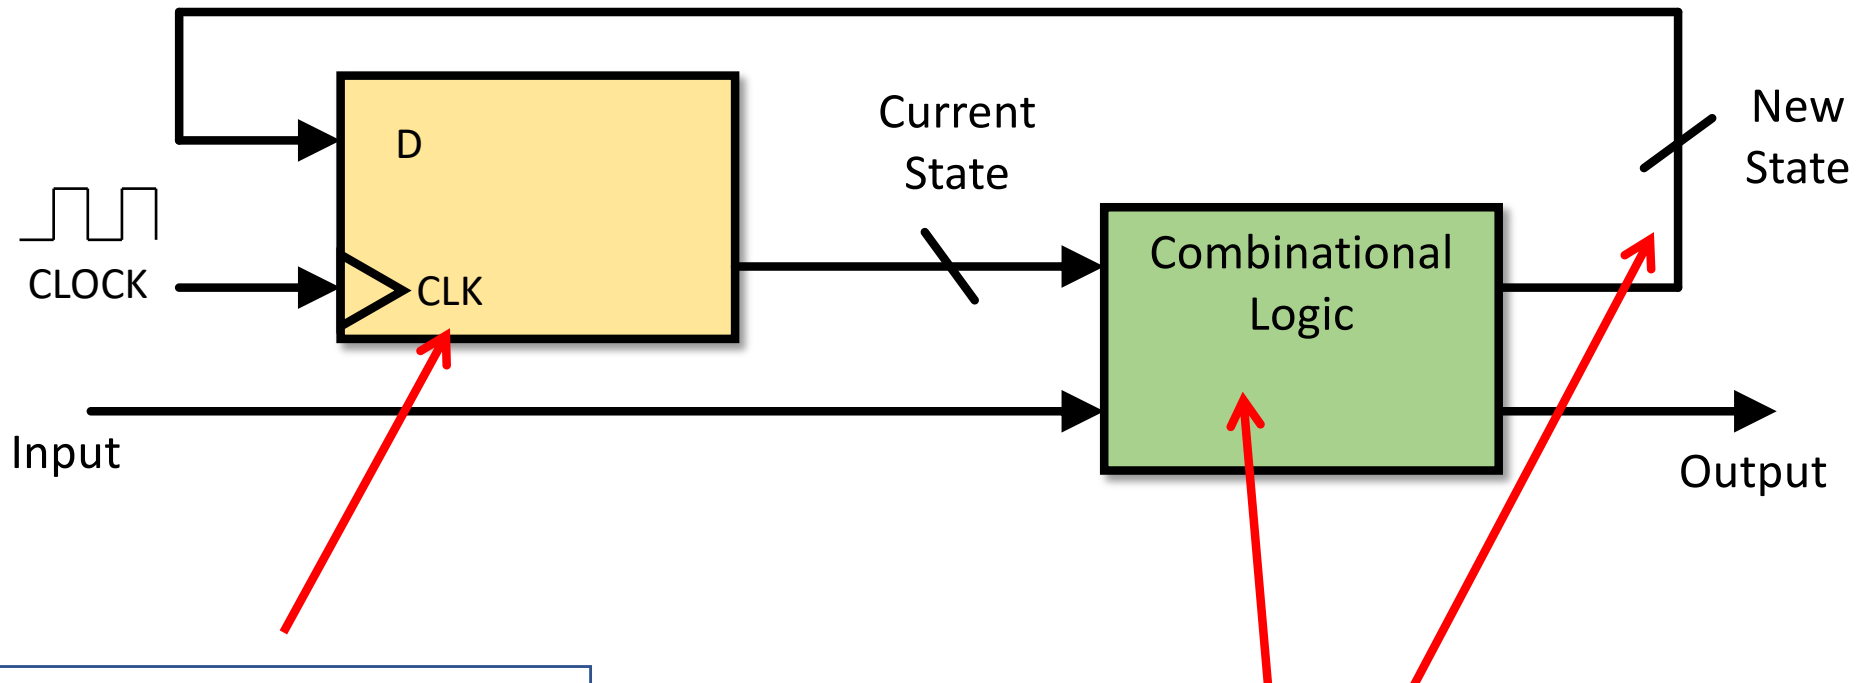 D
Current
State
New
State
CLOCK
CLK
Combinational
Logic
Input
Output